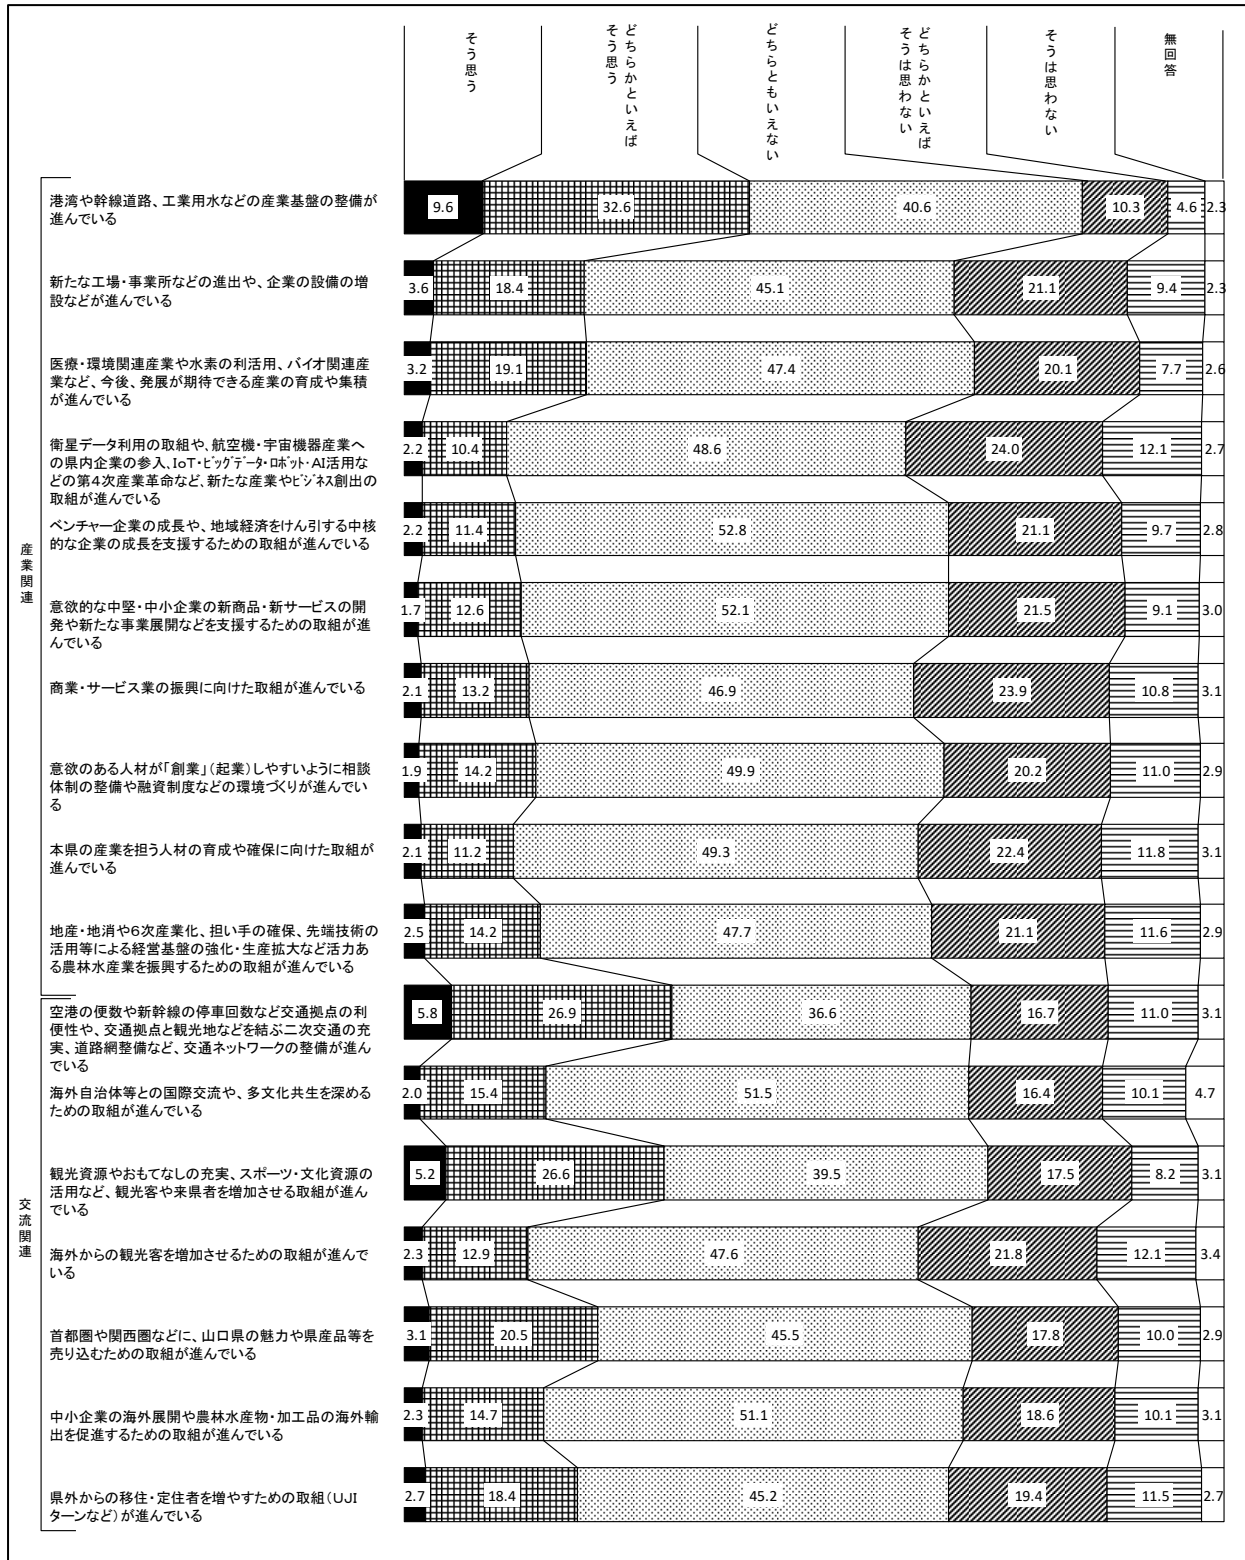 そう思う
どちらかといえば
そう思う
どちらともいえない
どちらかといえば
そうは思わない
そうは思わない
無回答
産業関連
港湾や幹線道路、工業用水などの産業基盤の整備が
進んでいる
9.6 32.6 40.6 10.3 4.6 2.3
新たな工場・事業所などの進出や、企業の設備の増
設などが進んでいる
3.6 18.4 45.1 21.1 9.4 2.3
医療・環境関連産業や水素の利活用、バイオ関連産
業など、今後、発展が期待できる産業の育成や集積
が進んでいる
3.2 19.1 47.4 20.1 7.7 2.6
衛星データ利用の取組や、航空機・宇宙機器産業へ
の県内企業の参入、IoT・ビッグデータ・ロボット・AI活用な
どの第4次産業革命など、新たな産業やビジネス創出の
取組が進んでいる
2.2 10.4 48.6 24.0 12.1 2.7
ベンチャー企業の成長や、地域経済をけん引する中核
的な企業の成長を支援するための取組が進んでいる
2.2 11.4 52.8 21.1 9.7 2.8
意欲的な中堅・中小企業の新商品・新サービスの開
発や新たな事業展開などを支援するための取組が進
んでいる
1.7 12.6 52.1 21.5 9.1 3.0
商業・サービス業の振興に向けた取組が進んでいる
2.1 13.2 46.9 23.9 10.8 3.1
意欲のある人材が「創業」(起業)しやすいように相談
体制の整備や融資制度などの環境づくりが進んでい
る
1.9 14.2 49.9 20.2 11.0 2.9
本県の産業を担う人材の育成や確保に向けた取組が
進んでいる
2.1 11.2 49.3 22.4 11.8 3.1
地産・地消や6次産業化、担い手の確保、先端技術の
活用等による経営基盤の強化・生産拡大など活力あ
る農林水産業を振興するための取組が進んでいる
2.5 14.2 47.7 21.1 11.6 2.9
交流関連
空港の便数や新幹線の停車回数など交通拠点の利
便性や、交通拠点と観光地などを結ぶ二次交通の充
実、道路網整備など、交通ネットワークの整備が進ん
でいる
5.8 26.9 36.6 16.7 11.0 3.1
海外自治体等との国際交流や、多文化共生を深める
ための取組が進んでいる
2.0 15.4 51.5 16.4 10.1 4.7
観光資源やおもてなしの充実、スポーツ・文化資源の
活用など、観光客や来県者を増加させる取組が進ん
でいる
5.2 26.6 39.5 17.5 8.2 3.1
海外からの観光客を増加させるための取組が進んで
いる
2.3 12.9 47.6 21.8 12.1 3.4
首都圏や関西圏などに、山口県の魅力や県産品等を
売り込むための取組が進んでいる
3.1 20.5 45.5 17.8 10.0 2.9
中小企業の海外展開や農林水産物・加工品の海外輸
出を促進するための取組が進んでいる
2.3 14.7 51.1 18.6 10.1 3.1
県外からの移住・定住者を増やすための取組(UJI
ターンなど)が進んでいる
2.7 18.4 45.2 19.4 11.5 2.7